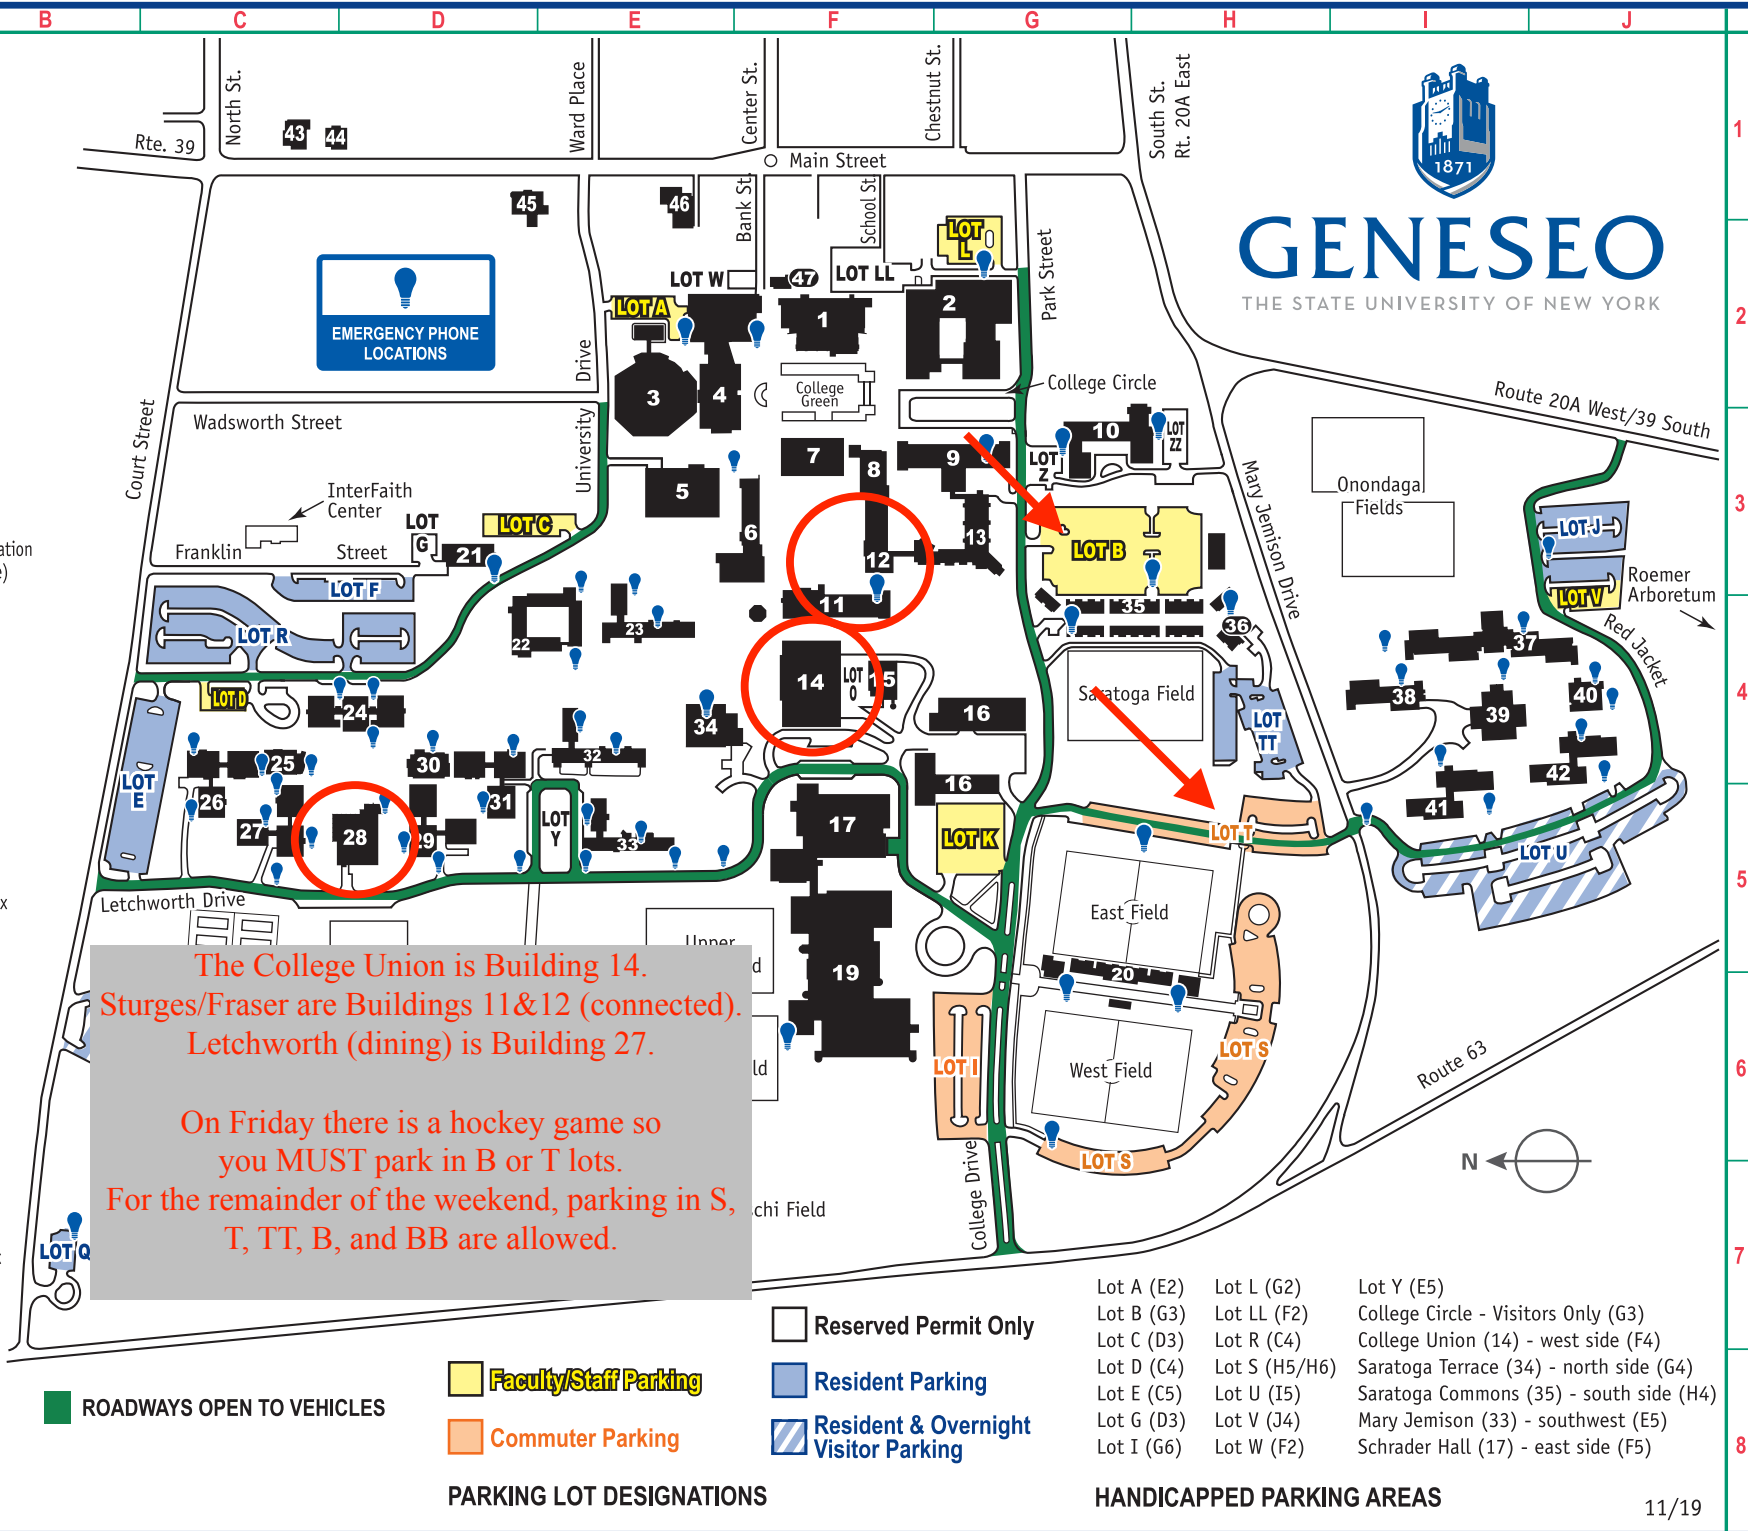 B C D E F G H I J
North St.
Ward Place
Center St.
Chestnut St.
South St.
Rt. 20A East
1
Rte. 39
43
44
Main Street
1871
45
46
Bank St.
School St.
LOT
L
Park Street
GENESEO
THE STATE UNIVERSITY OF NEW YORK
EMERGENCY PHONE
LOCATIONS
LOT W
47
LOT LL
LOT A
1
2
2
Drive
3
4
College
Green
College Circle
Route 20A West/39 South
Court Street
Wadsworth Street
University
7
8
9
10
LOT
ZZ
LOT
Z
Mary Jemison Drive
Onondaga
Fields
3
InterFaith
Center
5
6
LOT
G
LOT C
13
LOT B
LOT J
Franklin
Street
21
12
ation
)
LOT F
Roemer
Arboretum
LOT V
11
35
36
LOT R
22
23
37
Red Jacket
LOT D
24
14
LOT
O
15
Saratoga Field
38
40
39
4
34
16
LOT
TT
LOT
E
25
30
32
42
26
31
16
41
27
28
29
LOT
Y
33
17
LOT K
LOT T
LOT U
5
Letchworth Drive
x
East Field
Upper
d
19
20
The College Union is Building 14.
Sturges/Fraser are Buildings 11&12 (connected).
Letchworth (dining) is Building 27.
On Friday there is a hockey game so
you MUST park in B or T lots.
For the remainder of the weekend, parking in S,
T, TT, B, and BB are allowed.
ld
LOT I
West Field
LOT S
Route 63
6
LOT S
N
College Drive
chi Field
LOT Q
7
Lot A (E2) Lot L (G2) Lot Y (E5)
Lot B (G3) Lot LL (F2) College Circle - Visitors Only (G3)
Lot C (D3) Lot R (C4) College Union (14) - west side (F4)
Lot D (C4) Lot S (H5/H6) Saratoga Terrace (34) - north side (G4)
Lot E (C5) Lot U (I5) Saratoga Commons (35) - south side (H4)
Lot G (D3) Lot V (J4) Mary Jemison (33) - southwest (E5)
Lot I (G6) Lot W (F2) Schrader Hall (17) - east side (F5)
Reserved Permit Only
Faculty/Staff Parking
Resident Parking
ROADWAYS OPEN TO VEHICLES
Commuter Parking
Resident & Overnight
Visitor Parking
8
PARKING LOT DESIGNATIONS
HANDICAPPED PARKING AREAS
11/19